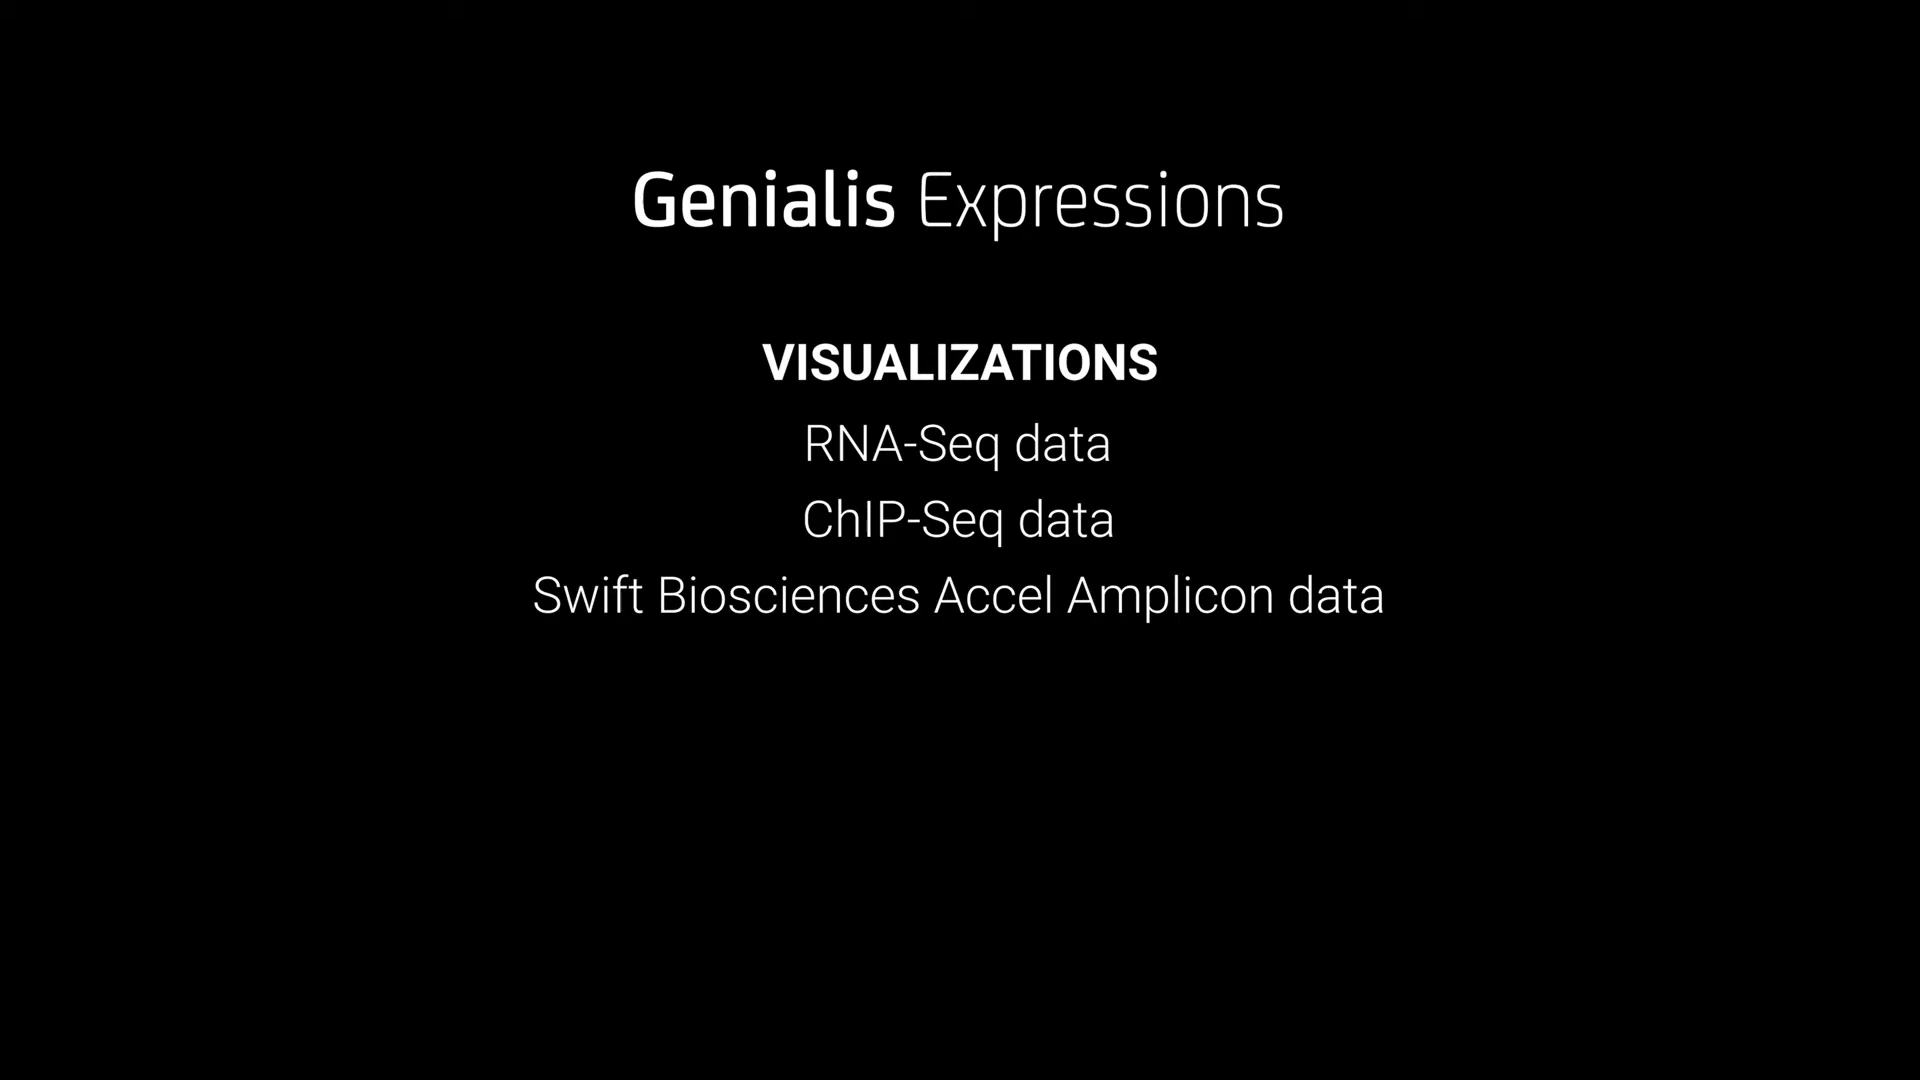 Genialis Expressions
VISUALIZATIONS
RNA-Seq data
ChIP-Seq data
Swift Biosciences Accel Amplicon data